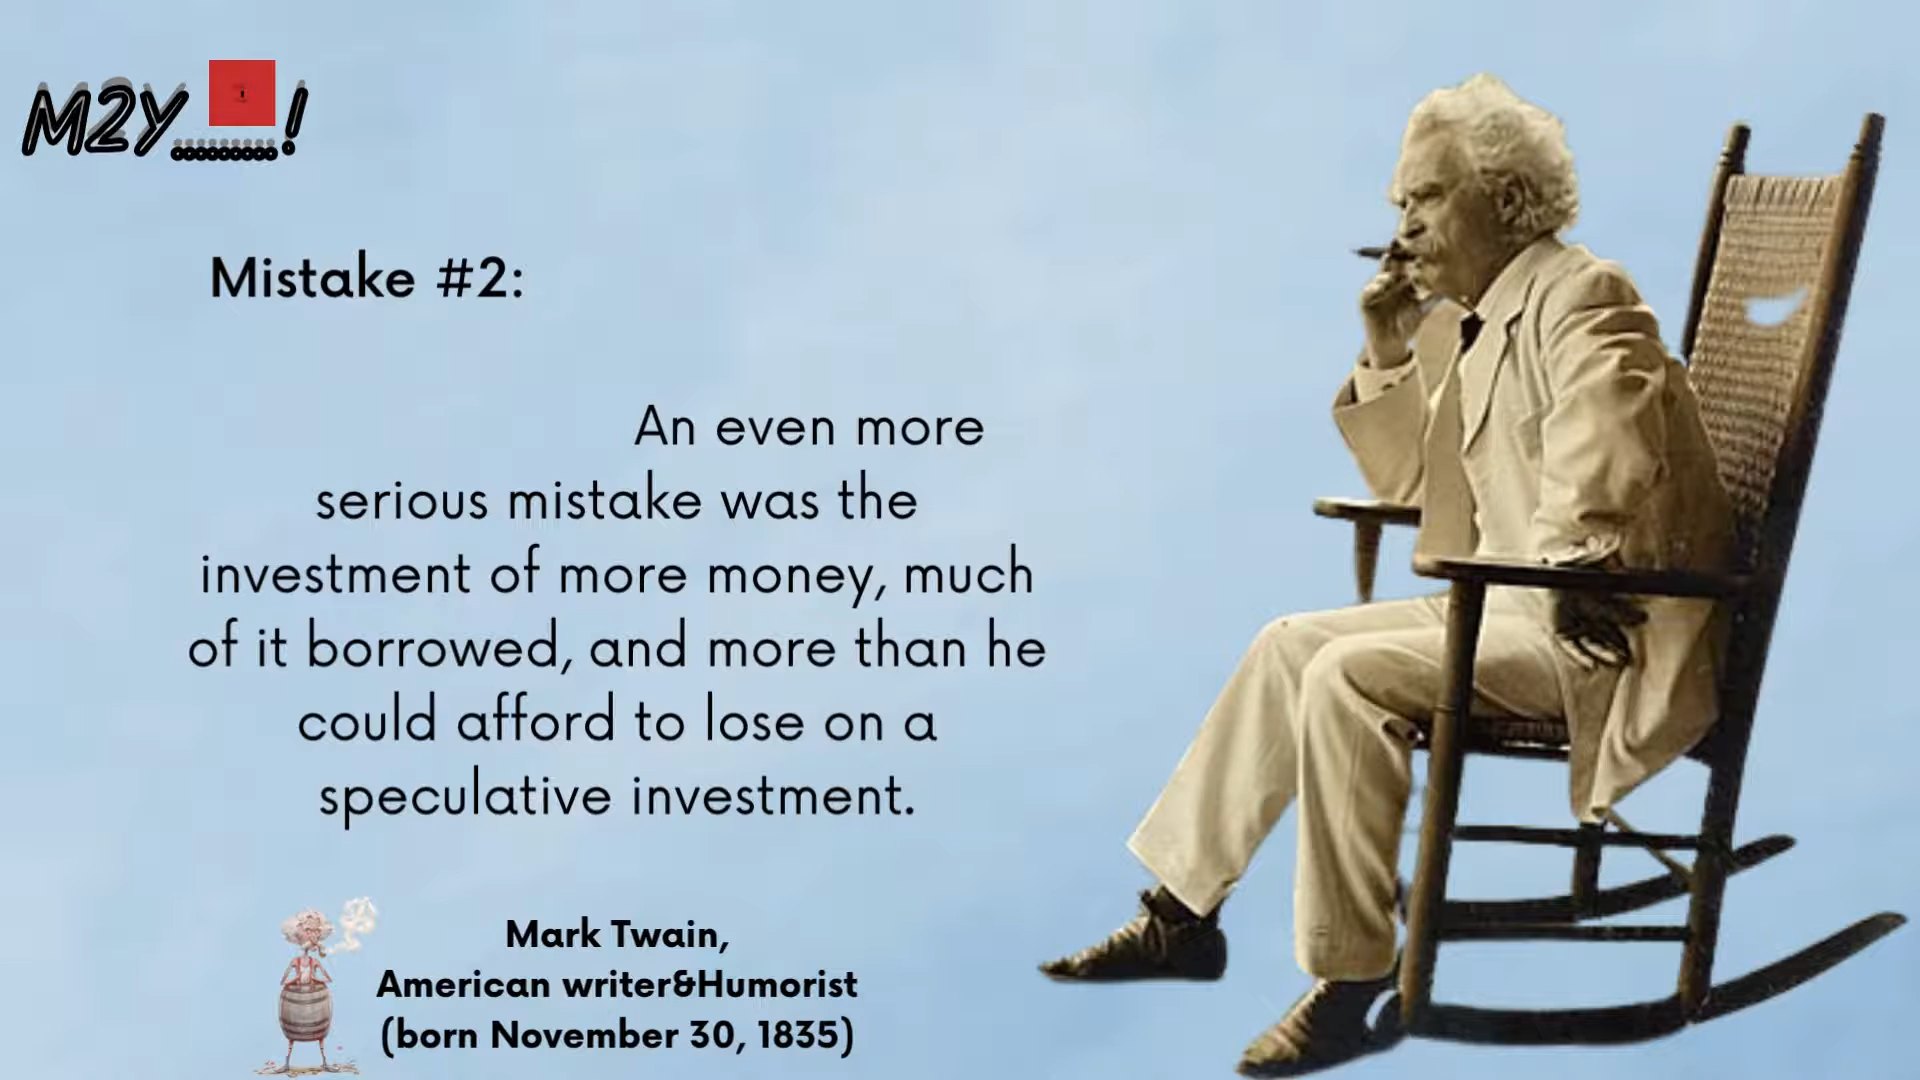 M2Y.........!
Mistake #2:
An even more
serious mistake was the
investment of more money, much
of it borrowed, and more than he
could afford to lose on a
speculative investment.
Mark Twain,
American writer&Humorist
(born November 30, 1835)